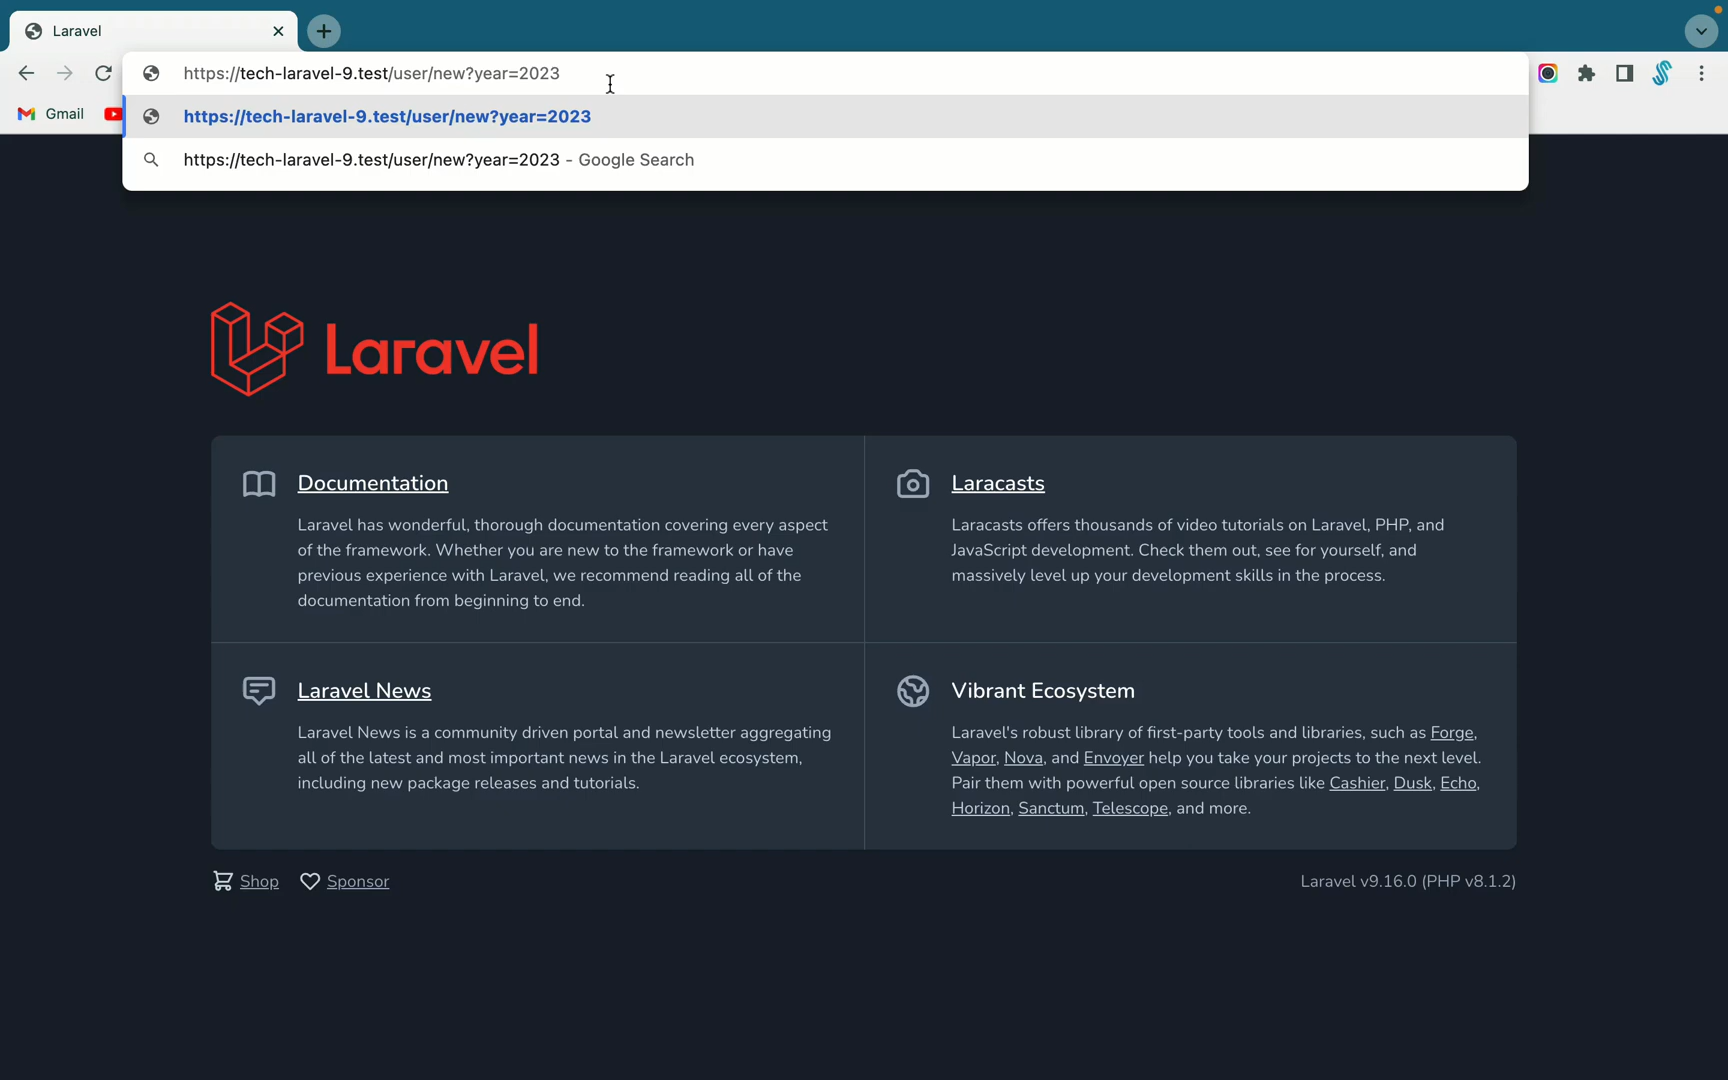 Laravel
https://tech-laravel-9.test/user/new?year=2023
https://tech-laravel-9.test/user/new?year=2023
Gmail
https://tech-laravel-9.test/user/new?year=2023 - Google Search
Laravel
Documentation
Laravel has wonderful, thorough documentation covering every aspect
of the framework. Whether you are new to the framework or have
previous experience with Laravel, we recommend reading all of the
documentation from beginning to end.
Laracasts
Laracasts offers thousands of video tutorials on Laravel, PHP, and
JavaScript development. Check them out, see for yourself, and
massively level up your development skills in the process.
Laravel News
Laravel News is a community driven portal and newsletter aggregating
all of the latest and most important news in the Laravel ecosystem,
including new package releases and tutorials.
Vibrant Ecosystem
Laravel's robust library of first-party tools and libraries, such as Forge,
Vapor, Nova, and Envoyer help you take your projects to the next level.
Pair them with powerful open source libraries like Cashier, Dusk, Echo,
Horizon, Sanctum, Telescope, and more.
Shop
Sponsor
Laravel v9.16.0 (PHP v8.1.2)